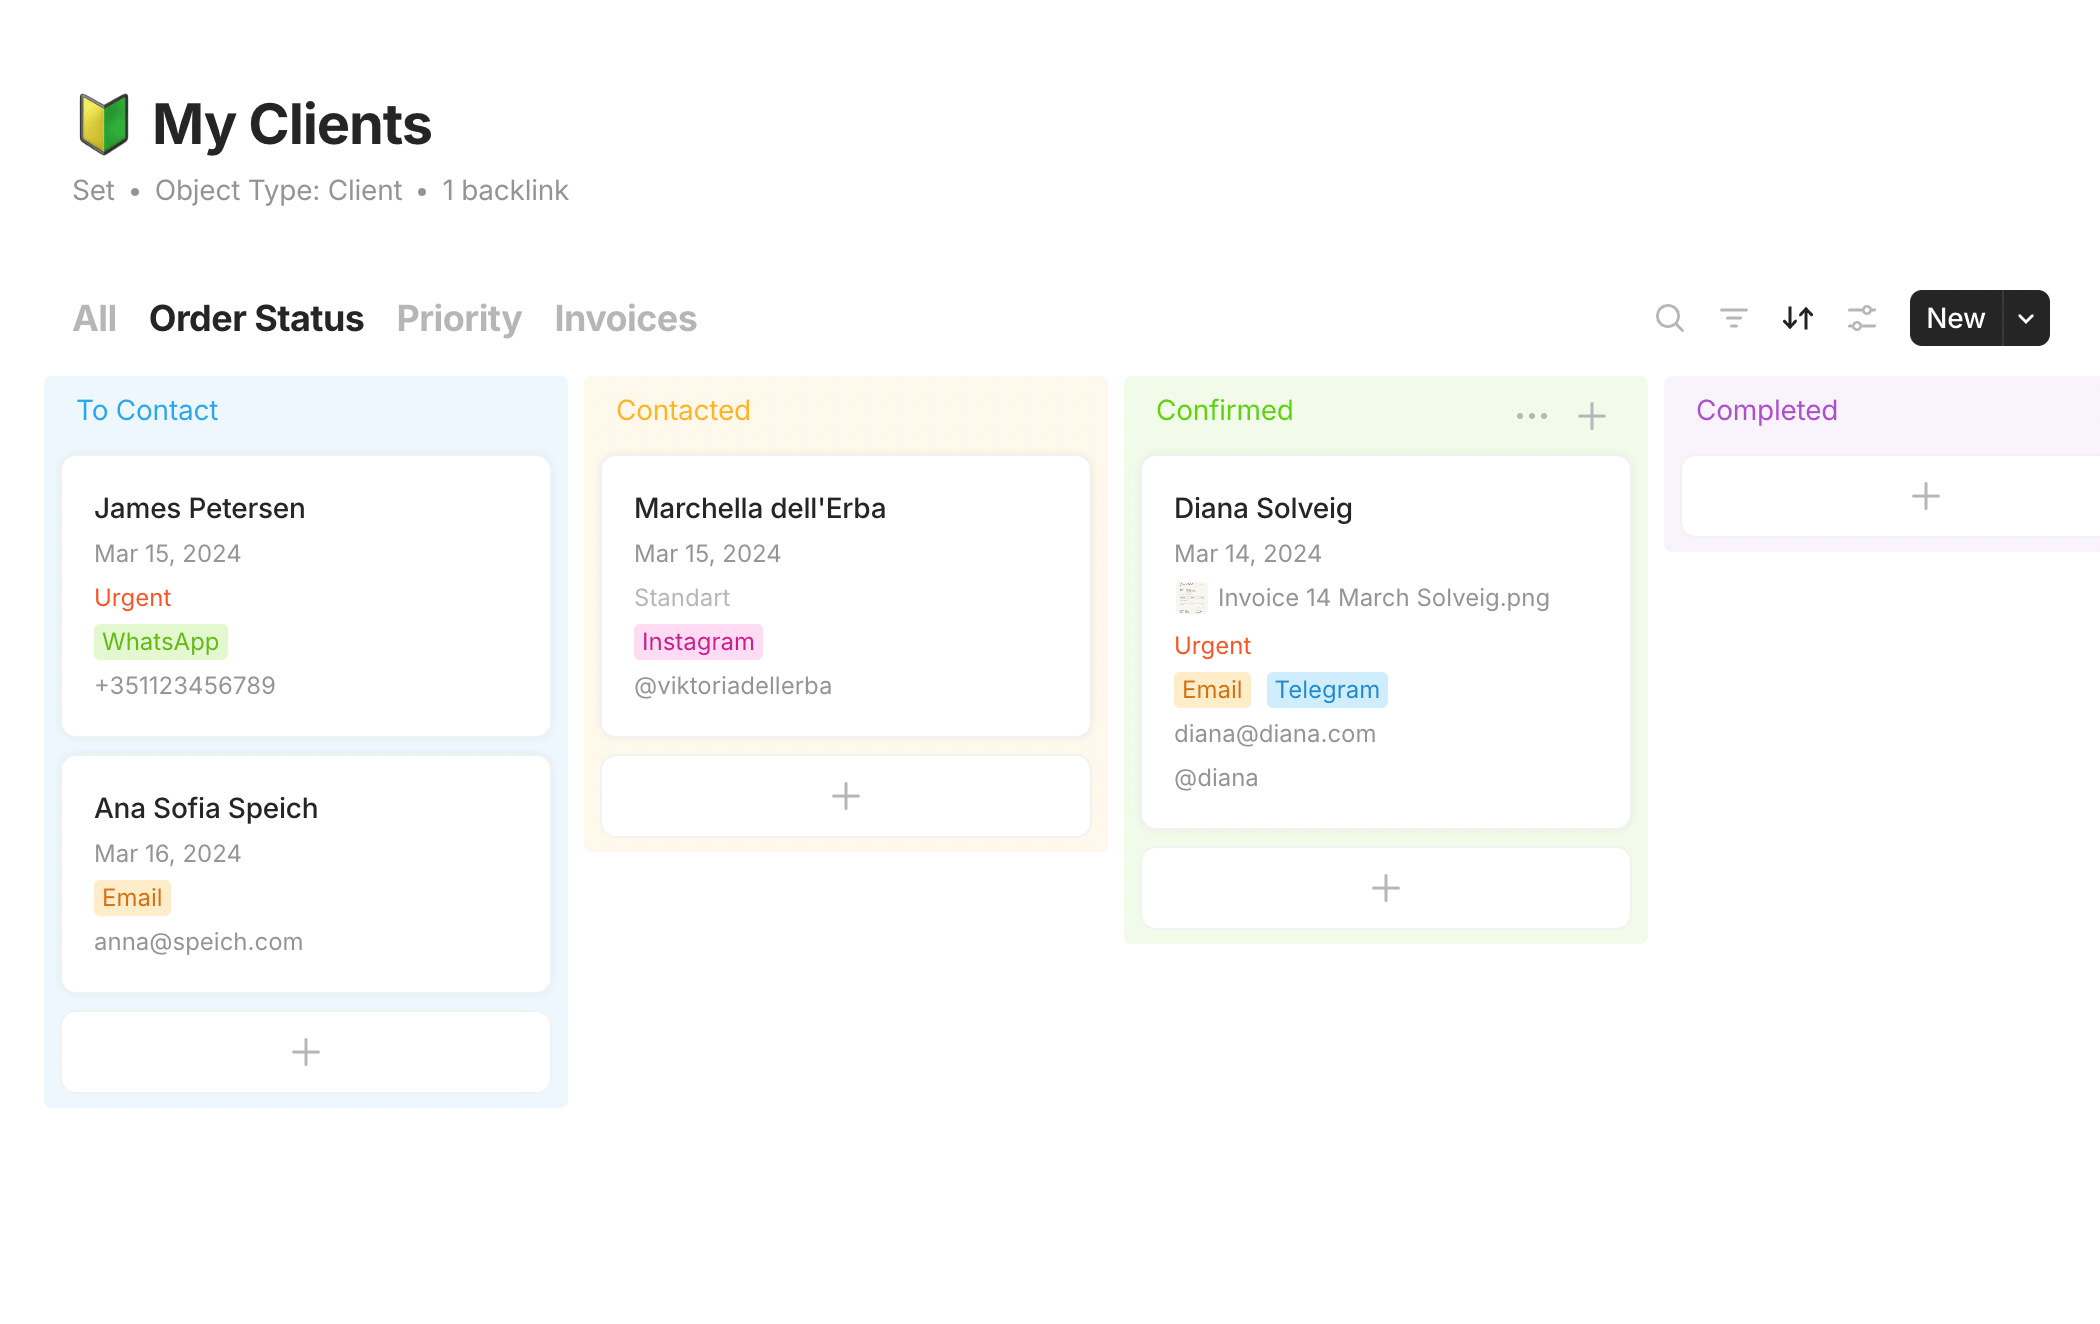 My Clients
Set • Object Type: Client • 1 backlink
All Order Status Priority Invoices New
To Contact
James Petersen
Mar 15, 2024
Urgent
WhatsApp
+351123456789
Ana Sofia Speich
Mar 16, 2024
Email
anna@speich.com
Contacted
Marchella dell'Erba
Mar 15, 2024
Standart
Instagram
@viktoriadellerba
Confirmed
Diana Solveig
Mar 14, 2024
Invoice 14 March Solveig.png
Urgent
Email Telegram
diana@diana.com
@diana
Completed